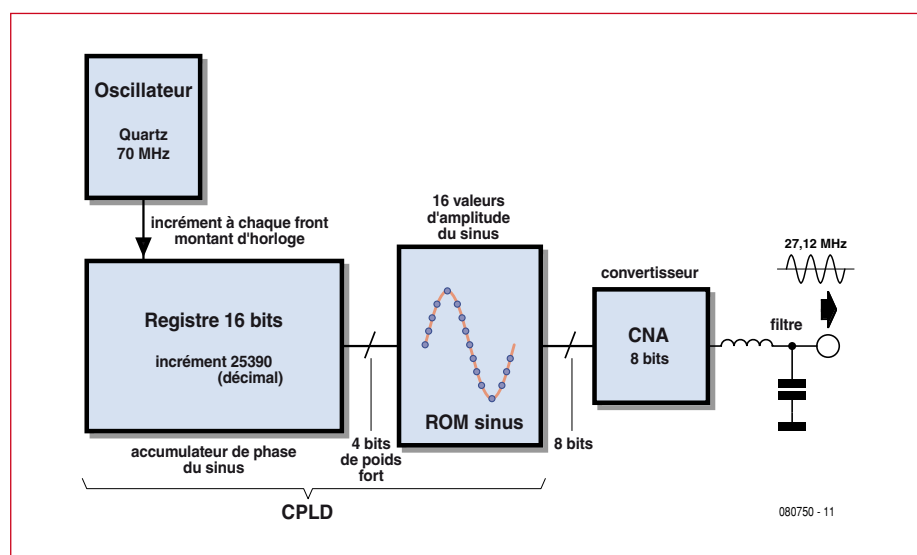 Oscillateur
Quartz
70 MHz
incrément à chaque front
montant d'horloge
Registre 16 bits
incrément 25390
(décimal)
accumulateur de phase
du sinus
4 bits
de poids
fort
16 valeurs
d'amplitude
du sinus
ROM sinus
8 bits
convertisseur
CNA
8 bits
filtre
27,12 MHz
CPLD
080750 - 11